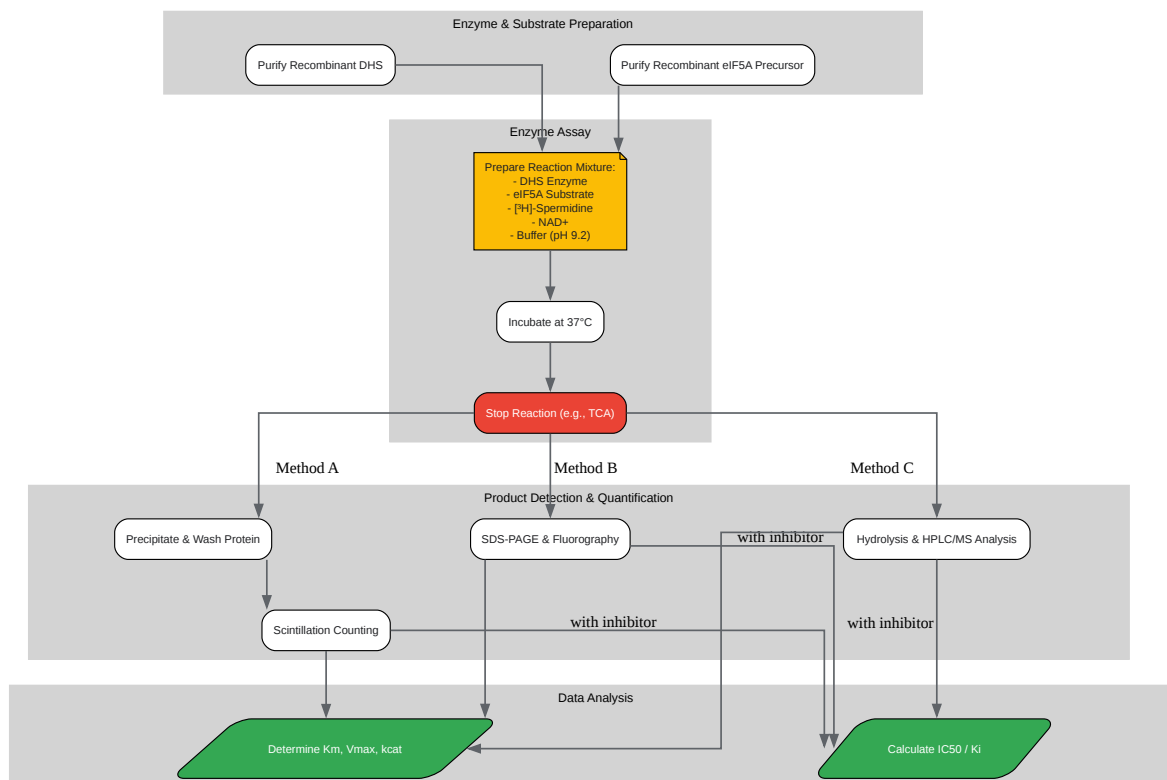 Enzyme & Substrate Preparation
Purify Recombinant DHS
Purify Recombinant eIF5A Precursor
Enzyme Assay
Prepare Reaction Mixture:
- DHS Enzyme
- eIF5A Substrate
- [³H]-Spermidine
- NAD+
- Buffer (pH 9.2)
Incubate at 37°C
Stop Reaction (e.g., TCA)
Method A
Method B
Method C
Product Detection & Quantification
Precipitate & Wash Protein
SDS-PAGE & Fluorography
with inhibitor
Hydrolysis & HPLC/MS Analysis
Scintillation Counting
with inhibitor
with inhibitor
Data Analysis
Determine Km, Vmax, kcat
Calculate IC50 / Ki